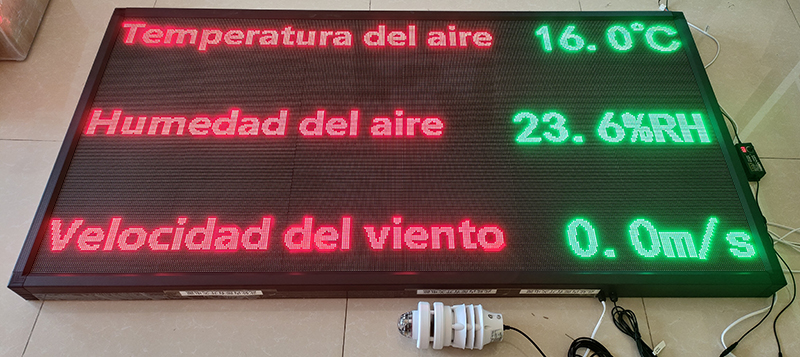 Temperatura del aire 16.0°C
Humedad del aire 23.6%RH
Velocidad del viento 0.0m/s